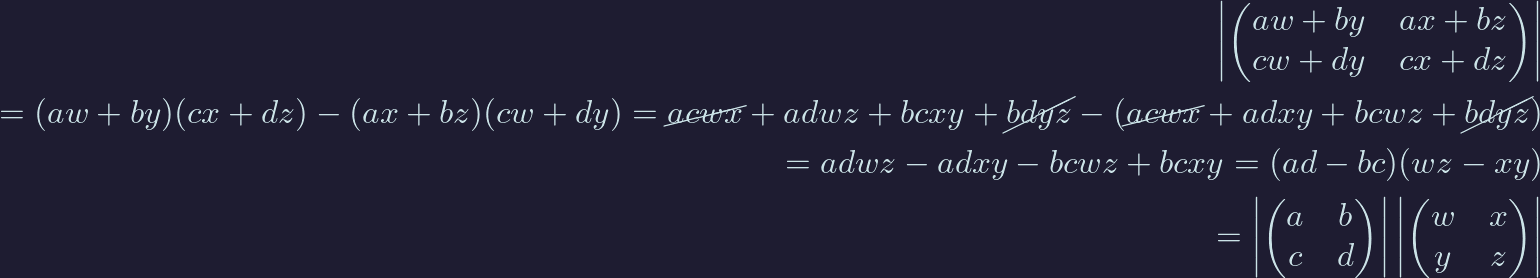 |(aw + by  ax + bz
cw + dy  cx + dz)|
= (aw + by)(cx + dz) − (ax + bz)(cw + dy) = acwx + adwz + bcxy + bdyz − (acwx + adxy + bcwz + bdyz)
= adwz − adxy − bcwz + bcxy = (ad − bc)(wz − xy)
= |(a  b
c  d)| |(w  x
y  z)|